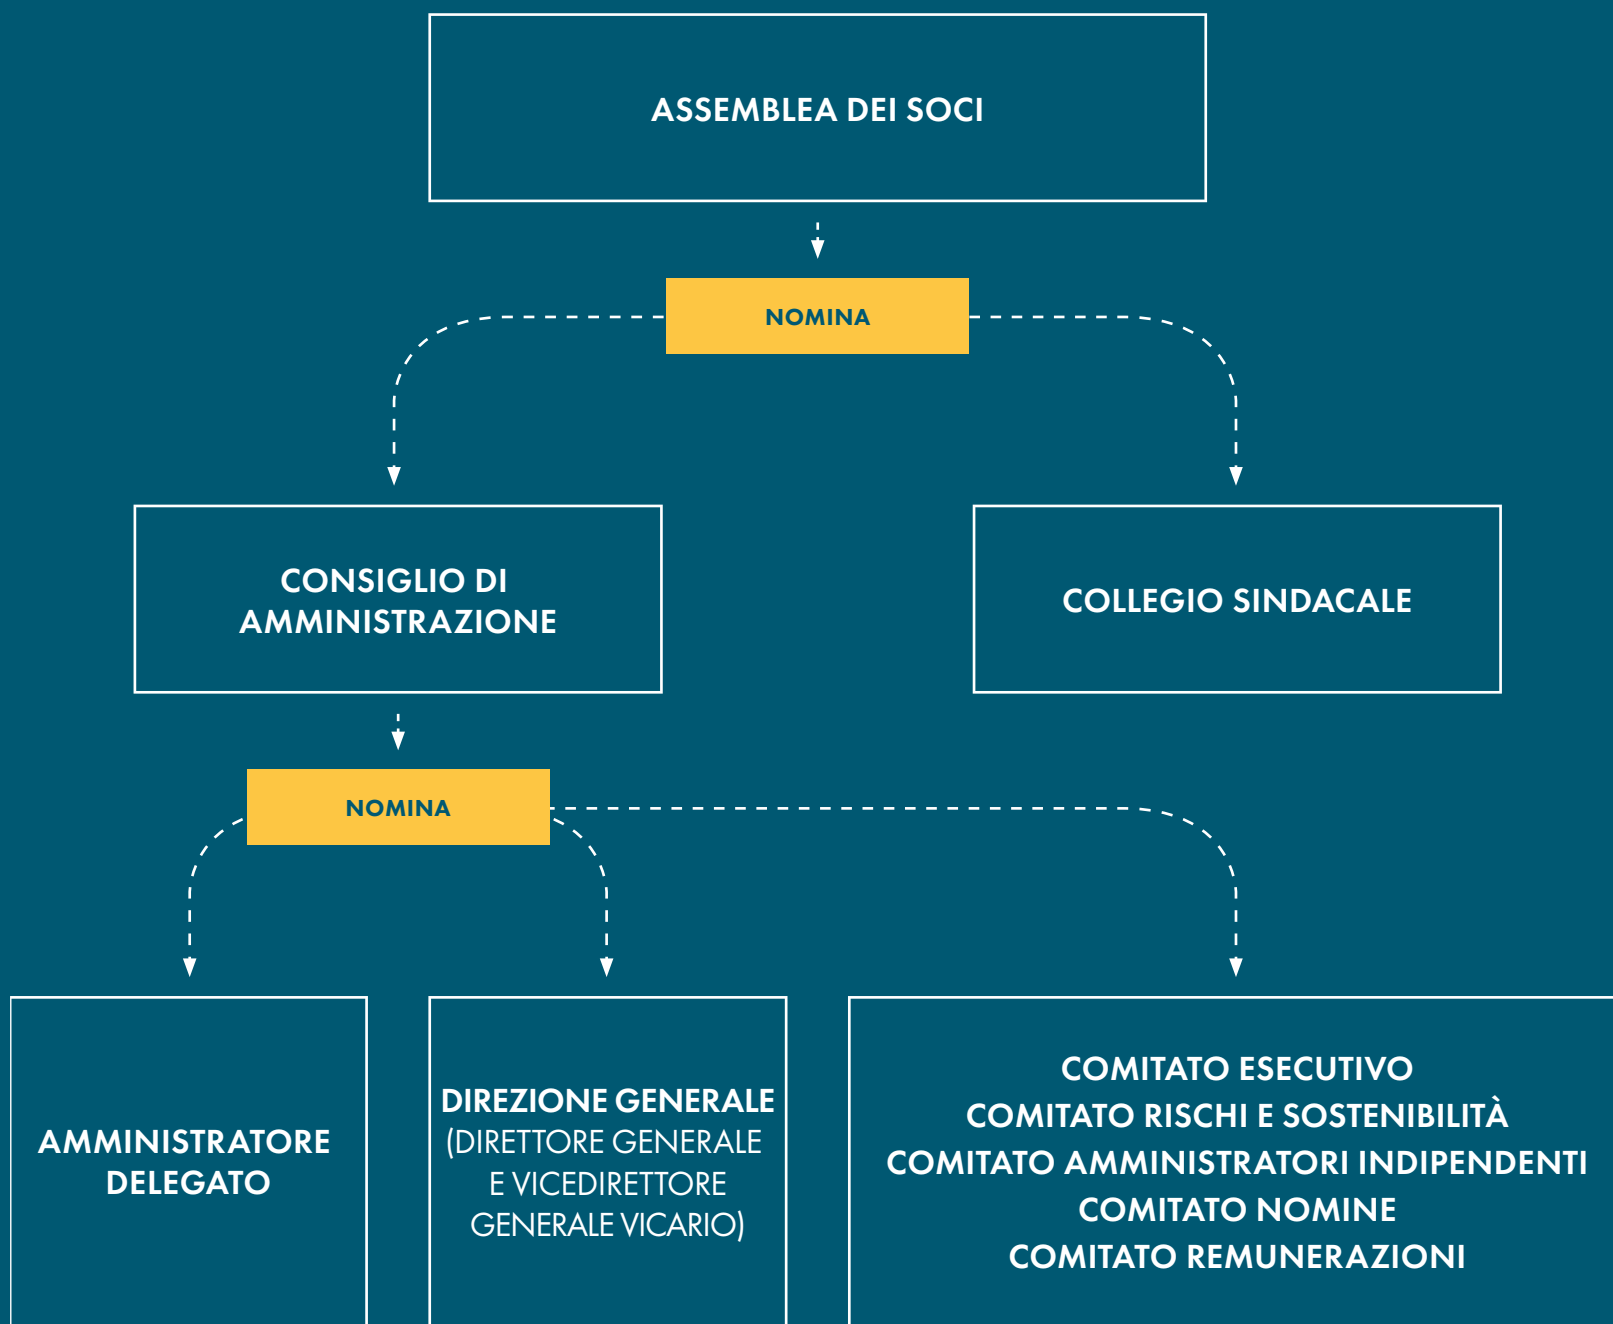 ASSEMBLEA DEI SOCI
NOMINA
CONSIGLIO DI
AMMINISTRAZIONE
COLLEGIO SINDACALE
NOMINA
AMMINISTRATORE
DELEGATO
DIREZIONE GENERALE
(DIRETTORE GENERALE
E VICEDIRETTORE
GENERALE VICARIO)
COMITATO ESECUTIVO
COMITATO RISCHI E SOSTENIBILITÀ
COMITATO AMMINISTRATORI INDIPENDENTI
COMITATO NOMINE
COMITATO REMUNERAZIONI